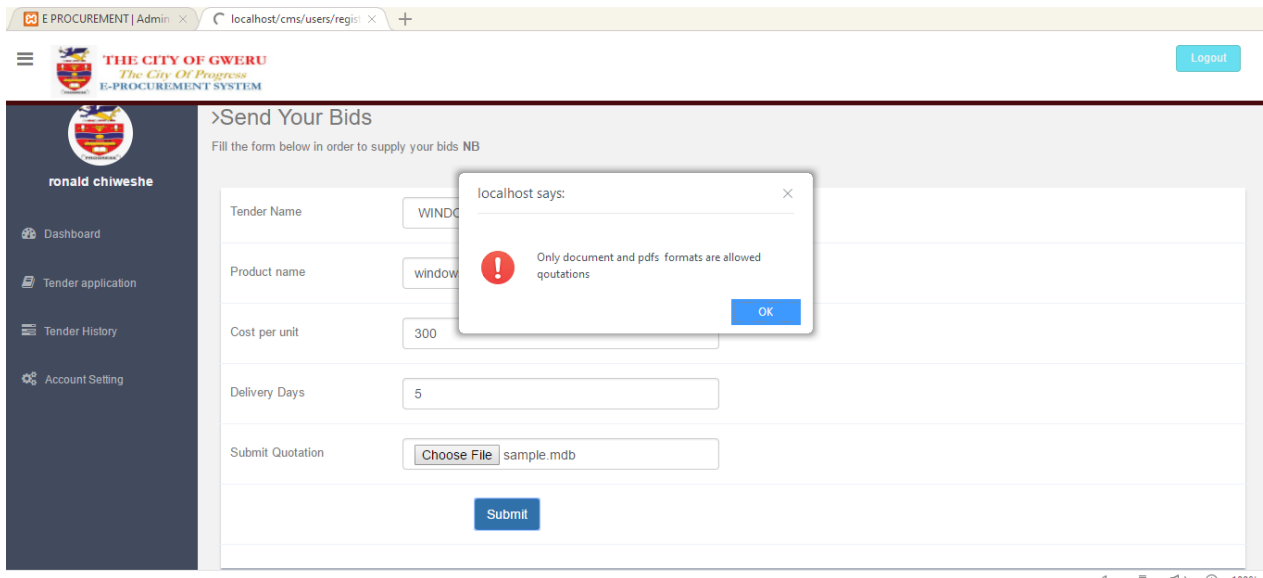 E PROCUREMENT | Admin
localhost/cms/users/regist
THE CITY OF GWERU
The City Of Progress
E-PROCUREMENT SYSTEM
Logout
ronald chiweshe
Dashboard
Tender application
Tender History
Account Setting
>Send Your Bids
Fill the form below in order to supply your bids NB
localhost says:
Only document and pdfs formats are allowed
qoutations
OK
Tender Name
WINDO
Product name
window
Cost per unit
300
Delivery Days
5
Submit Quotation
Choose File sample.mdb
Submit